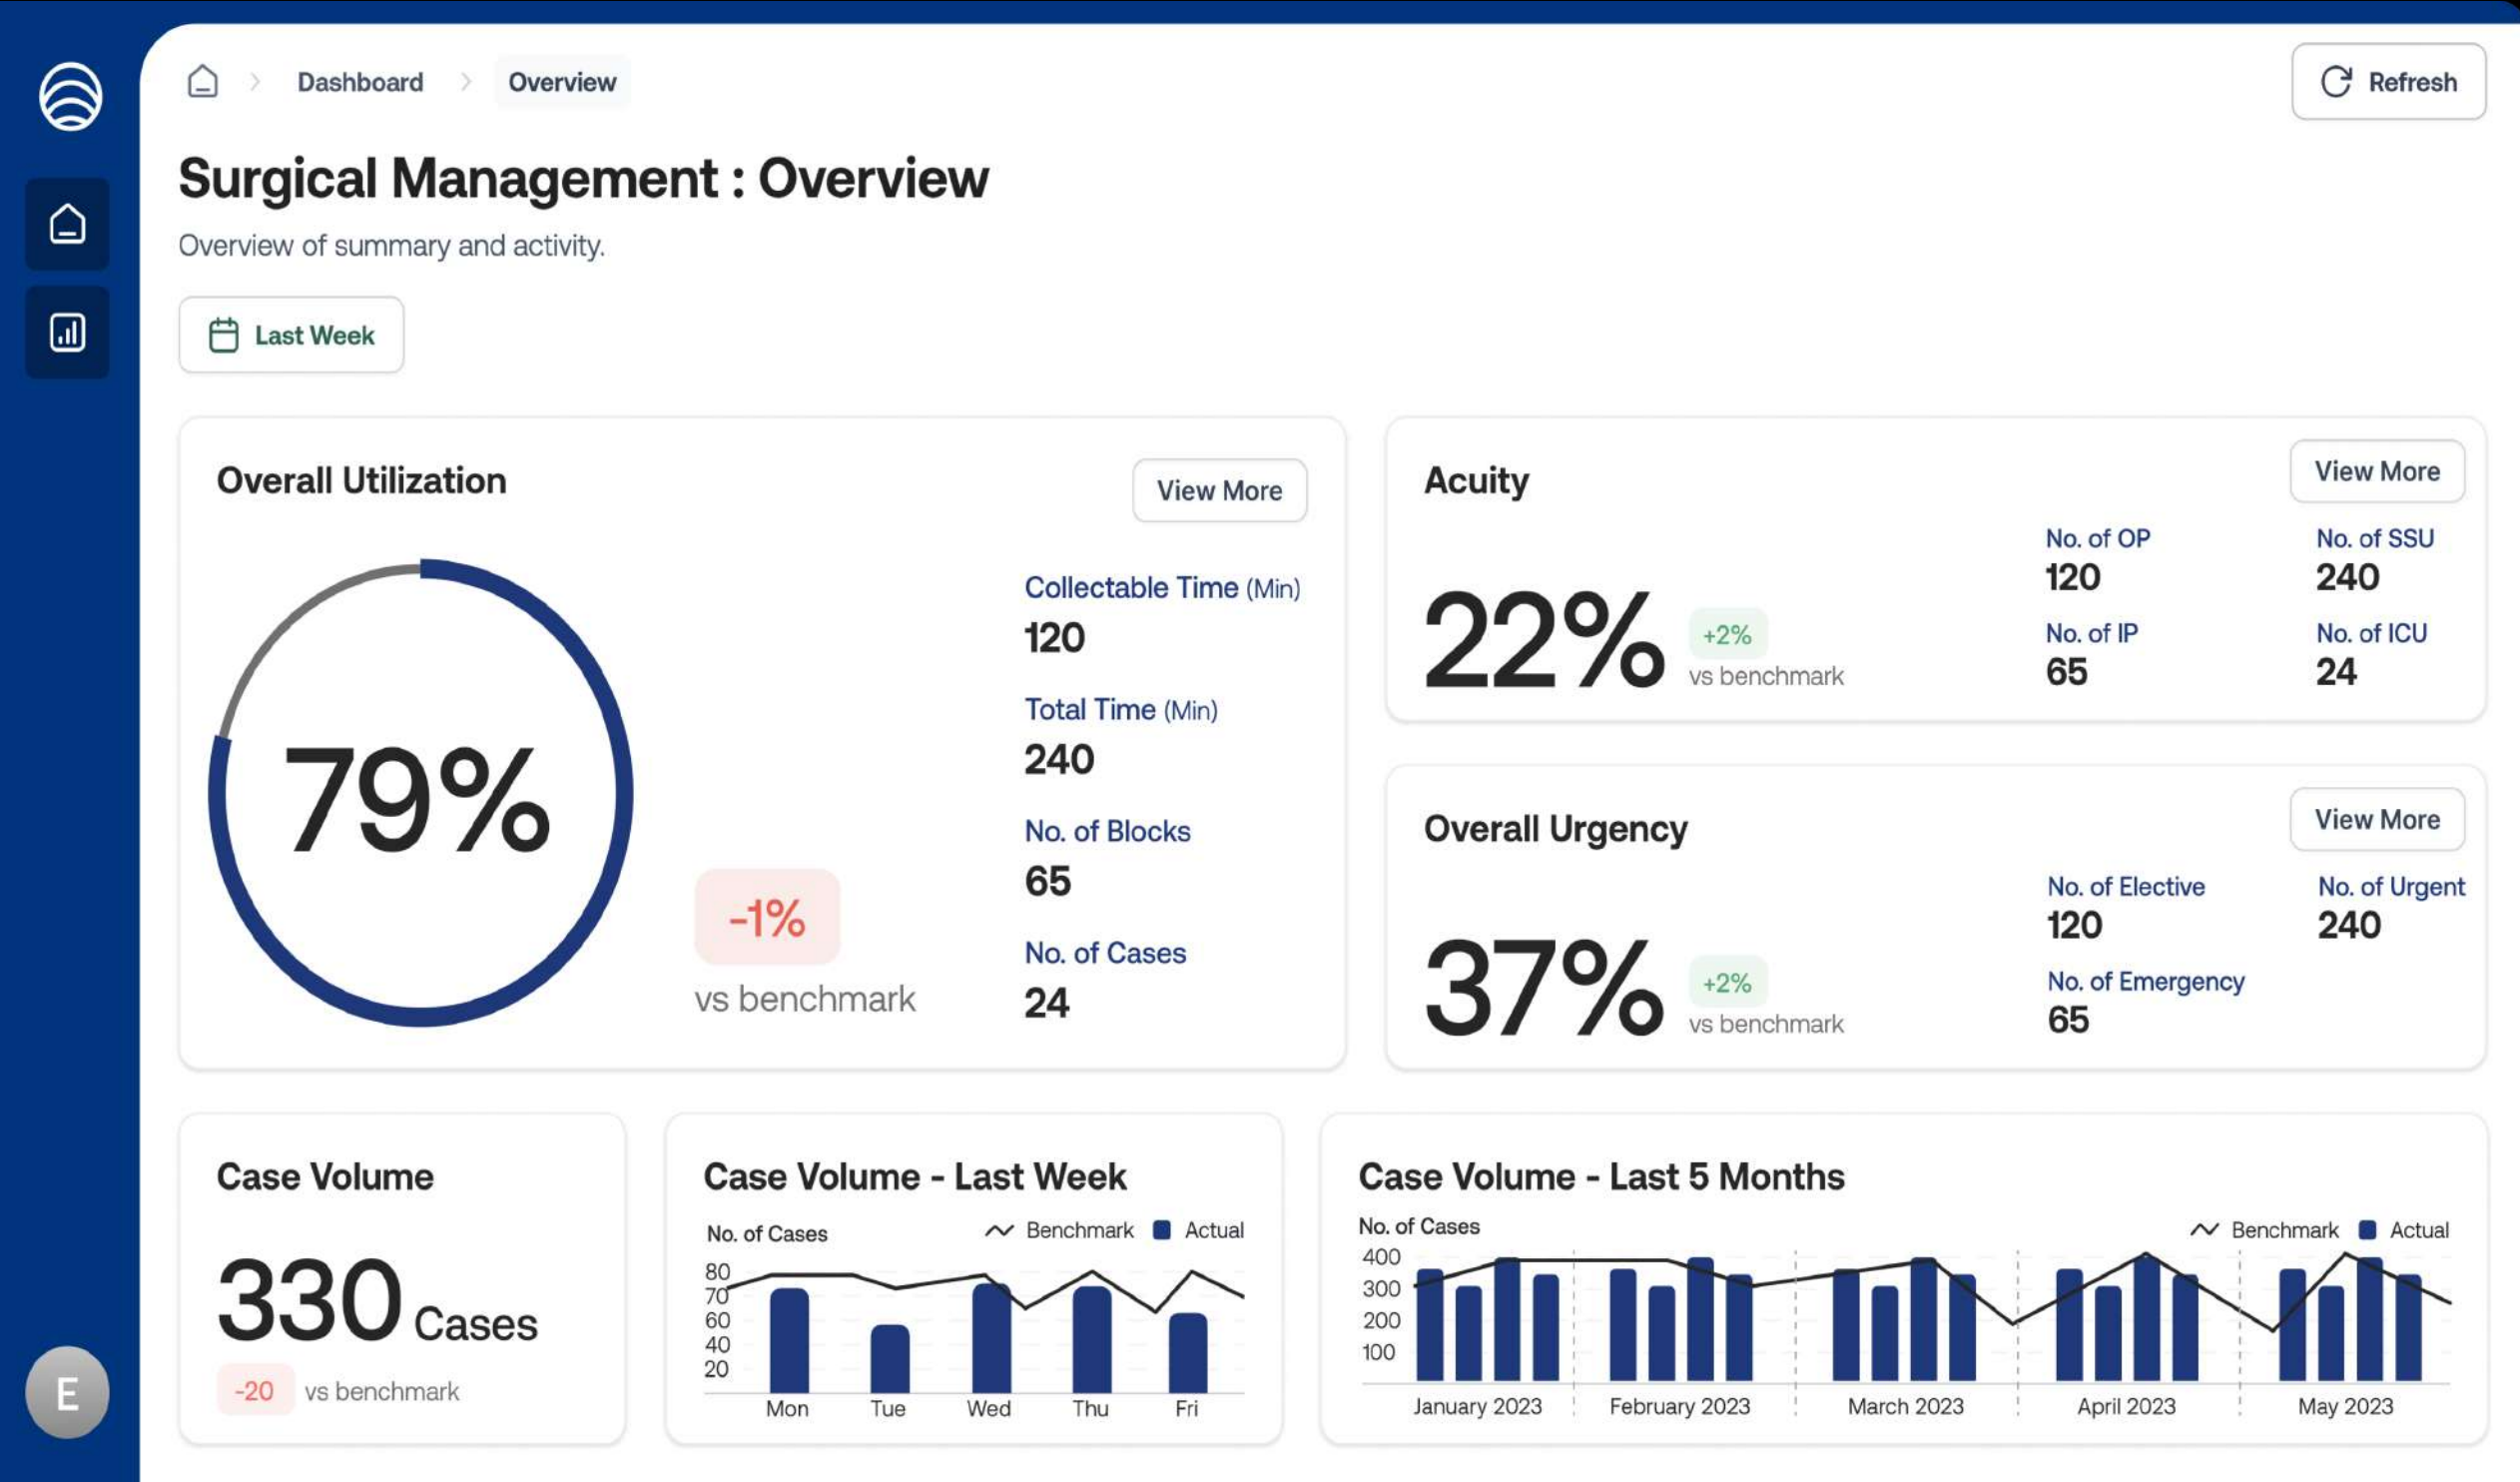 Dashboard
Overview
Refresh
Surgical Management : Overview
Overview of summary and activity.
Last Week
Overall Utilization
View More
79%
-1%
vs benchmark
Collectable Time (Min)
120
Total Time (Min)
240
No. of Blocks
65
No. of Cases
24
Acuity
View More
22%
+2%
vs benchmark
No. of OP
120
No. of SSU
240
No. of IP
65
No. of ICU
24
Overall Urgency
View More
37%
+2%
vs benchmark
No. of Elective
120
No. of Urgent
240
No. of Emergency
65
Case Volume
330 Cases
-20 vs benchmark
Case Volume - Last Week
No. of Cases
Benchmark
Actual
80
70
60
40
20
Mon
Tue
Wed
Thu
Fri
Case Volume - Last 5 Months
No. of Cases
Benchmark
Actual
400
300
200
100
January 2023
February 2023
March 2023
April 2023
May 2023
E